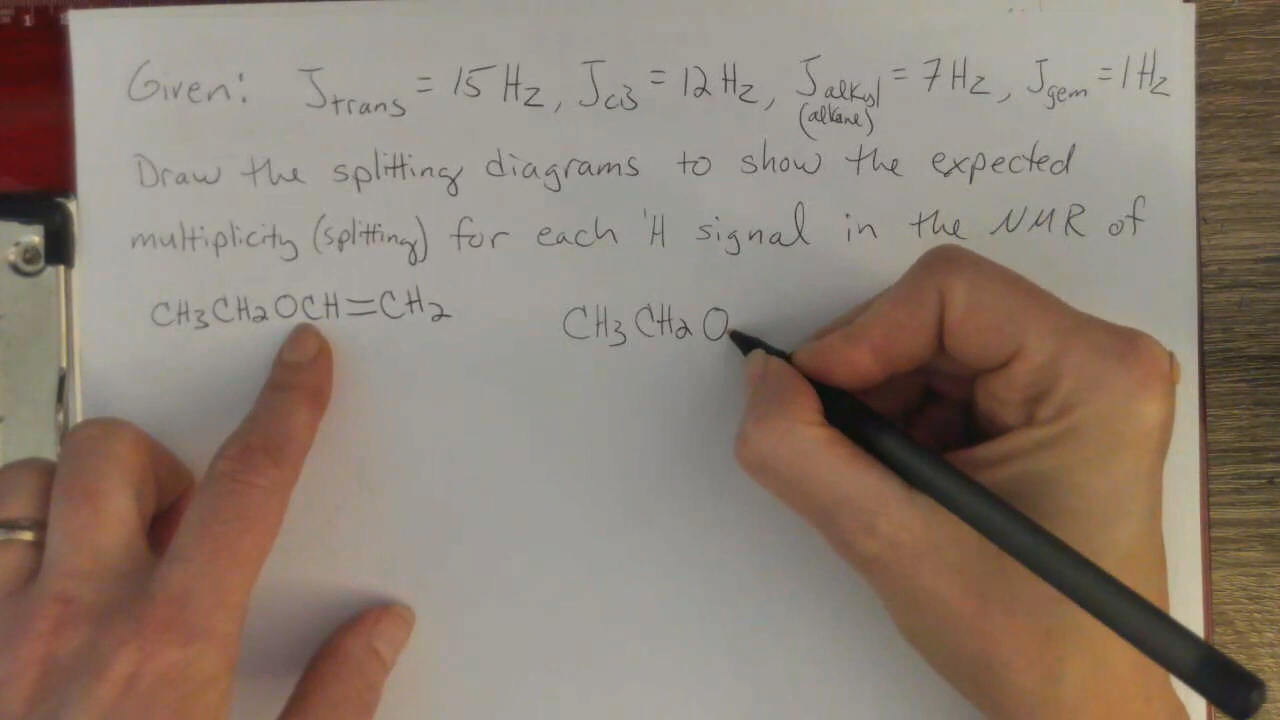 Given: Jtrans = 15 Hz, Jcis = 12 Hz, Jalkyl = 7 Hz, Jgem = 1 Hz
(alkane)
Draw the splitting diagrams to show the expected
multiplicity (splitting) for each ¹H signal in the NMR of
CH3CH2OCH=CH2 CH3CH2O